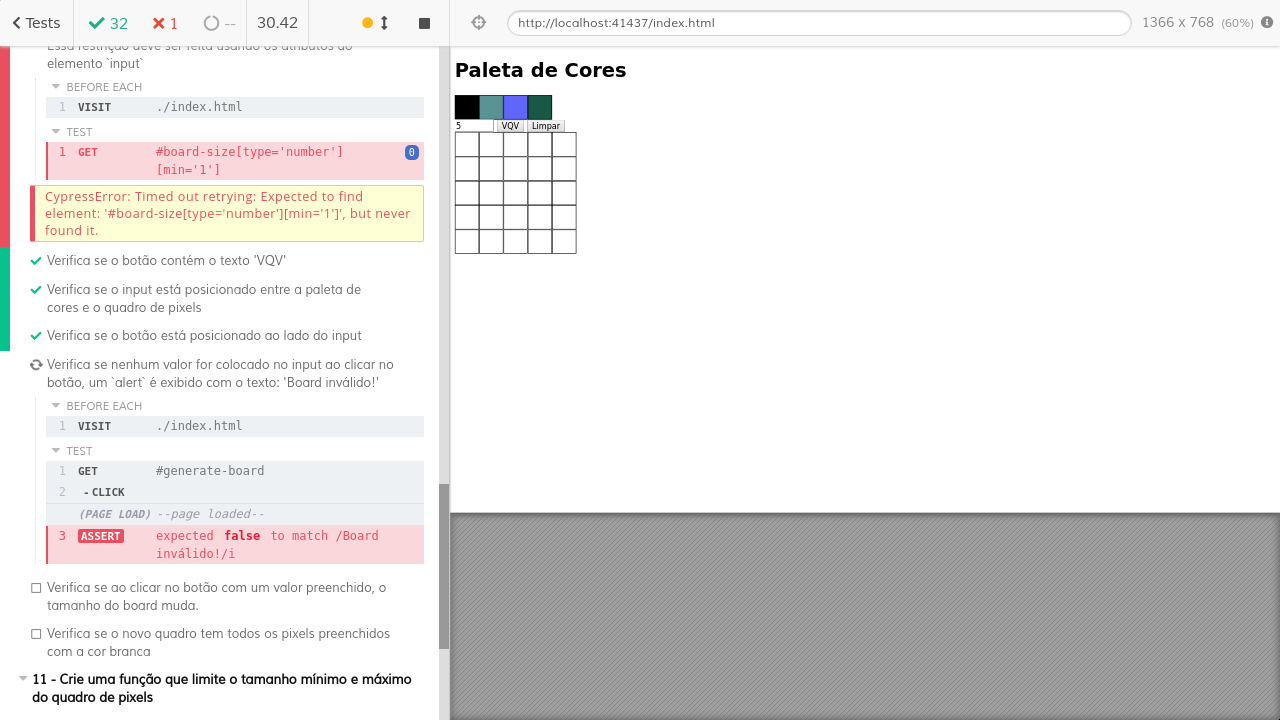 Tests
32
1
--
30.42
http://localhost:41437/index.html
1366 x 768 (60%)
Essa restrição deve ser feita usando os atributos do
elemento `input`
BEFORE EACH
1 VISIT ./index.html
TEST
1 GET #board-size[type='number']
[min='1']
0
CypressError: Timed out retrying: Expected to find
element: '#board-size[type='number'][min='1']', but never
found it.
Verifica se o botão contém o texto 'VQV'
Verifica se o input está posicionado entre a paleta de
cores e o quadro de pixels
Verifica se o botão está posicionado ao lado do input
Verifica se nenhum valor for colocado no input ao clicar no
botão, um `alert` é exibido com o texto: 'Board inválido!'
BEFORE EACH
1 VISIT ./index.html
TEST
1 GET #generate-board
2 - CLICK
(PAGE LOAD) --page loaded--
3 ASSERT expected false to match /Board
inválido!/i
Verifica se ao clicar no botão com um valor preenchido, o
tamanho do board muda.
Verifica se o novo quadro tem todos os pixels preenchidos
com a cor branca
11 - Crie uma função que limite o tamanho mínimo e máximo
do quadro de pixels
Paleta de Cores
5 VQV Limpar